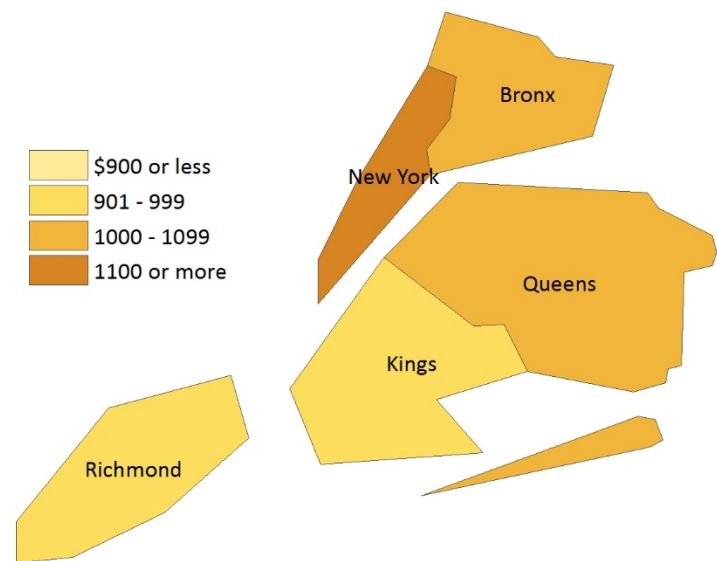 Bronx
$900 or less
901 - 999
1000 - 1099
1100 or more
New York
Queens
Kings
Richmond